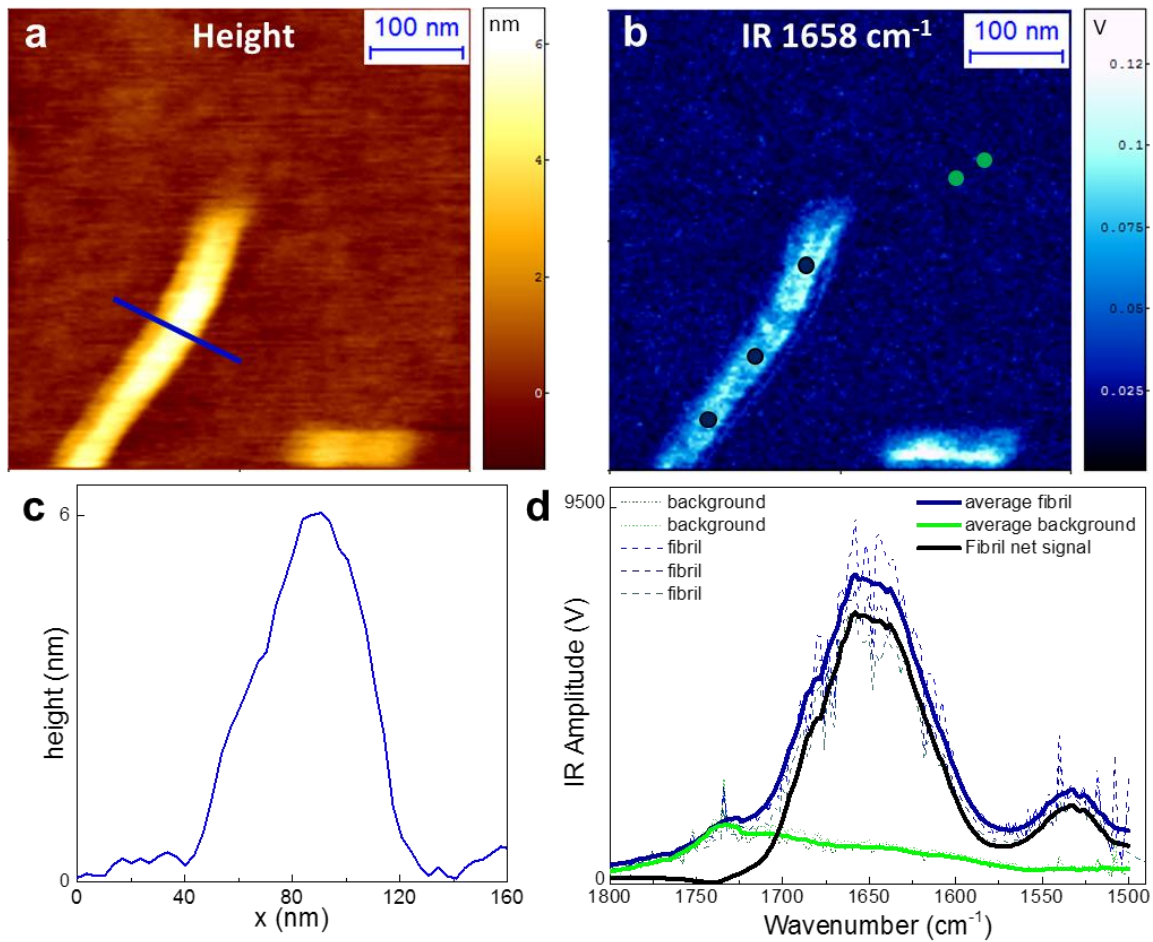 a
Height
100 nm
nm
6
4
2
0
b
IR 1658 cm⁻¹
100 nm
V
0.12
0.1
0.075
0.050
0.025
c
6
height (nm)
0
0
40
80
120
160
x (nm)
d
9500
background
background
fibril
fibril
fibril
average fibril
average background
Fibril net signal
IR Amplitude (V)
0
1800
1750
1700
1650
1600
1550
1500
Wavenumber (cm⁻¹)